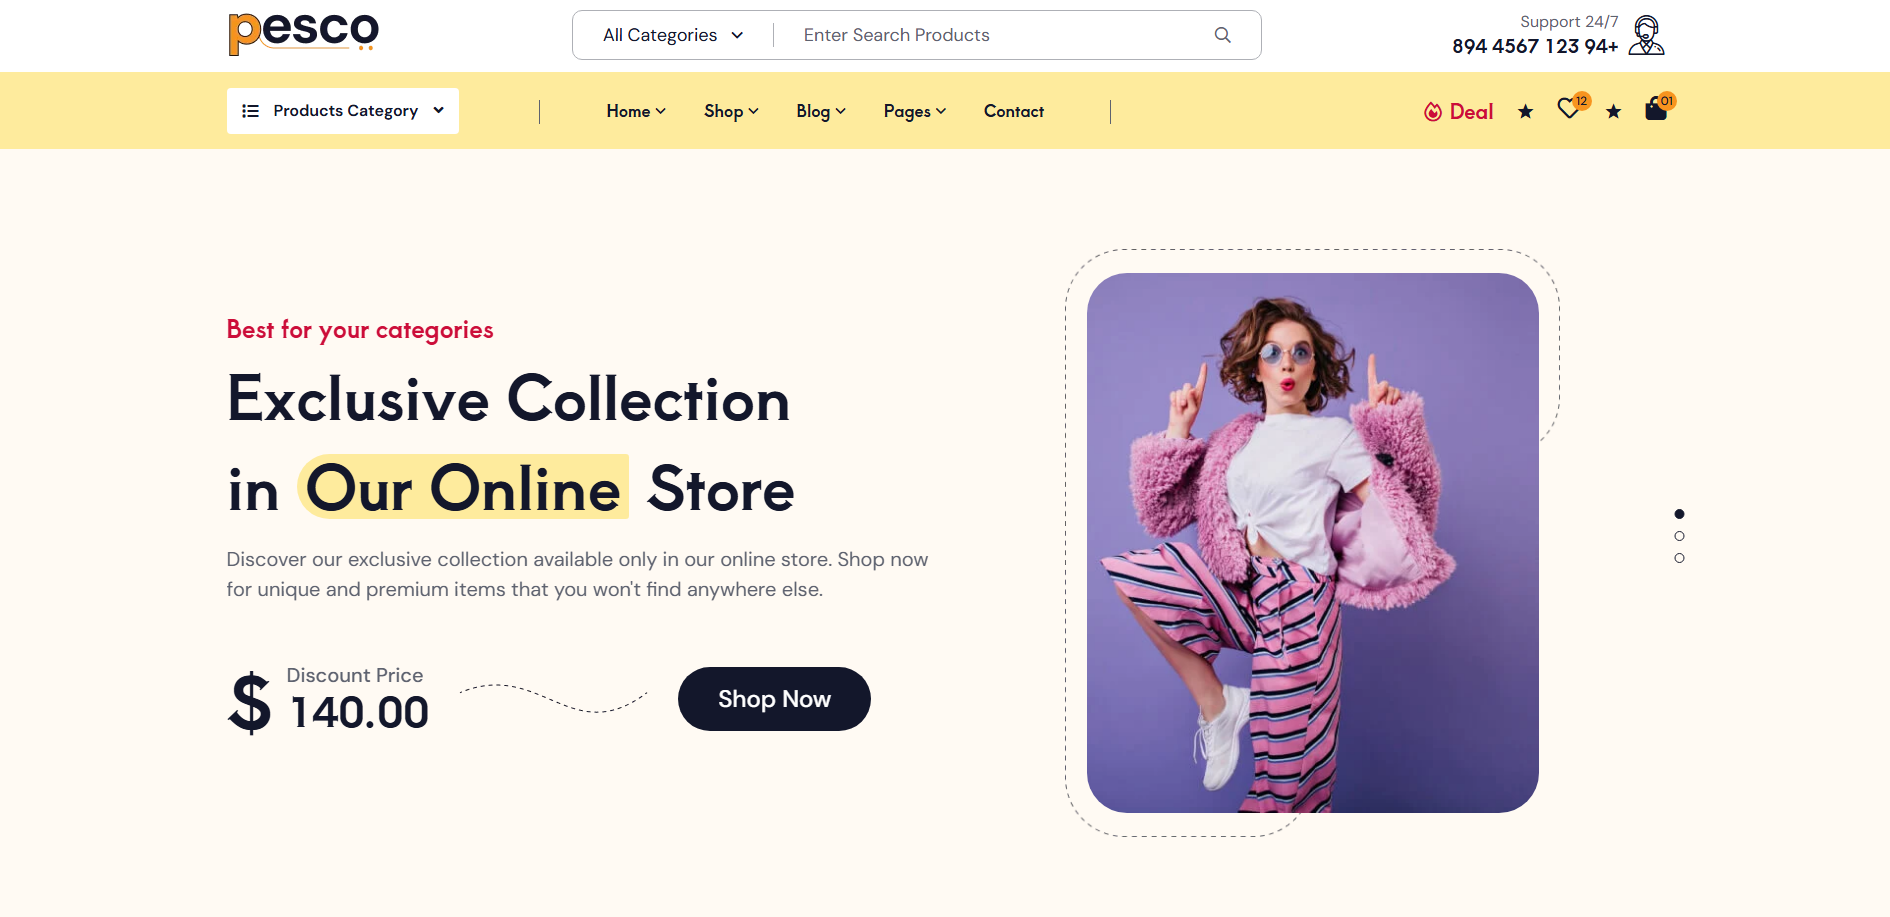 pesco
All Categories
Enter Search Products
Support 24/7
894 4567 123 94+
Products Category
Home
Shop
Blog
Pages
Contact
Deal
12
01
Best for your categories
Exclusive Collection
in Our Online Store
Discover our exclusive collection available only in our online store. Shop now
for unique and premium items that you won't find anywhere else.
Discount Price
$ 140.00
Shop Now